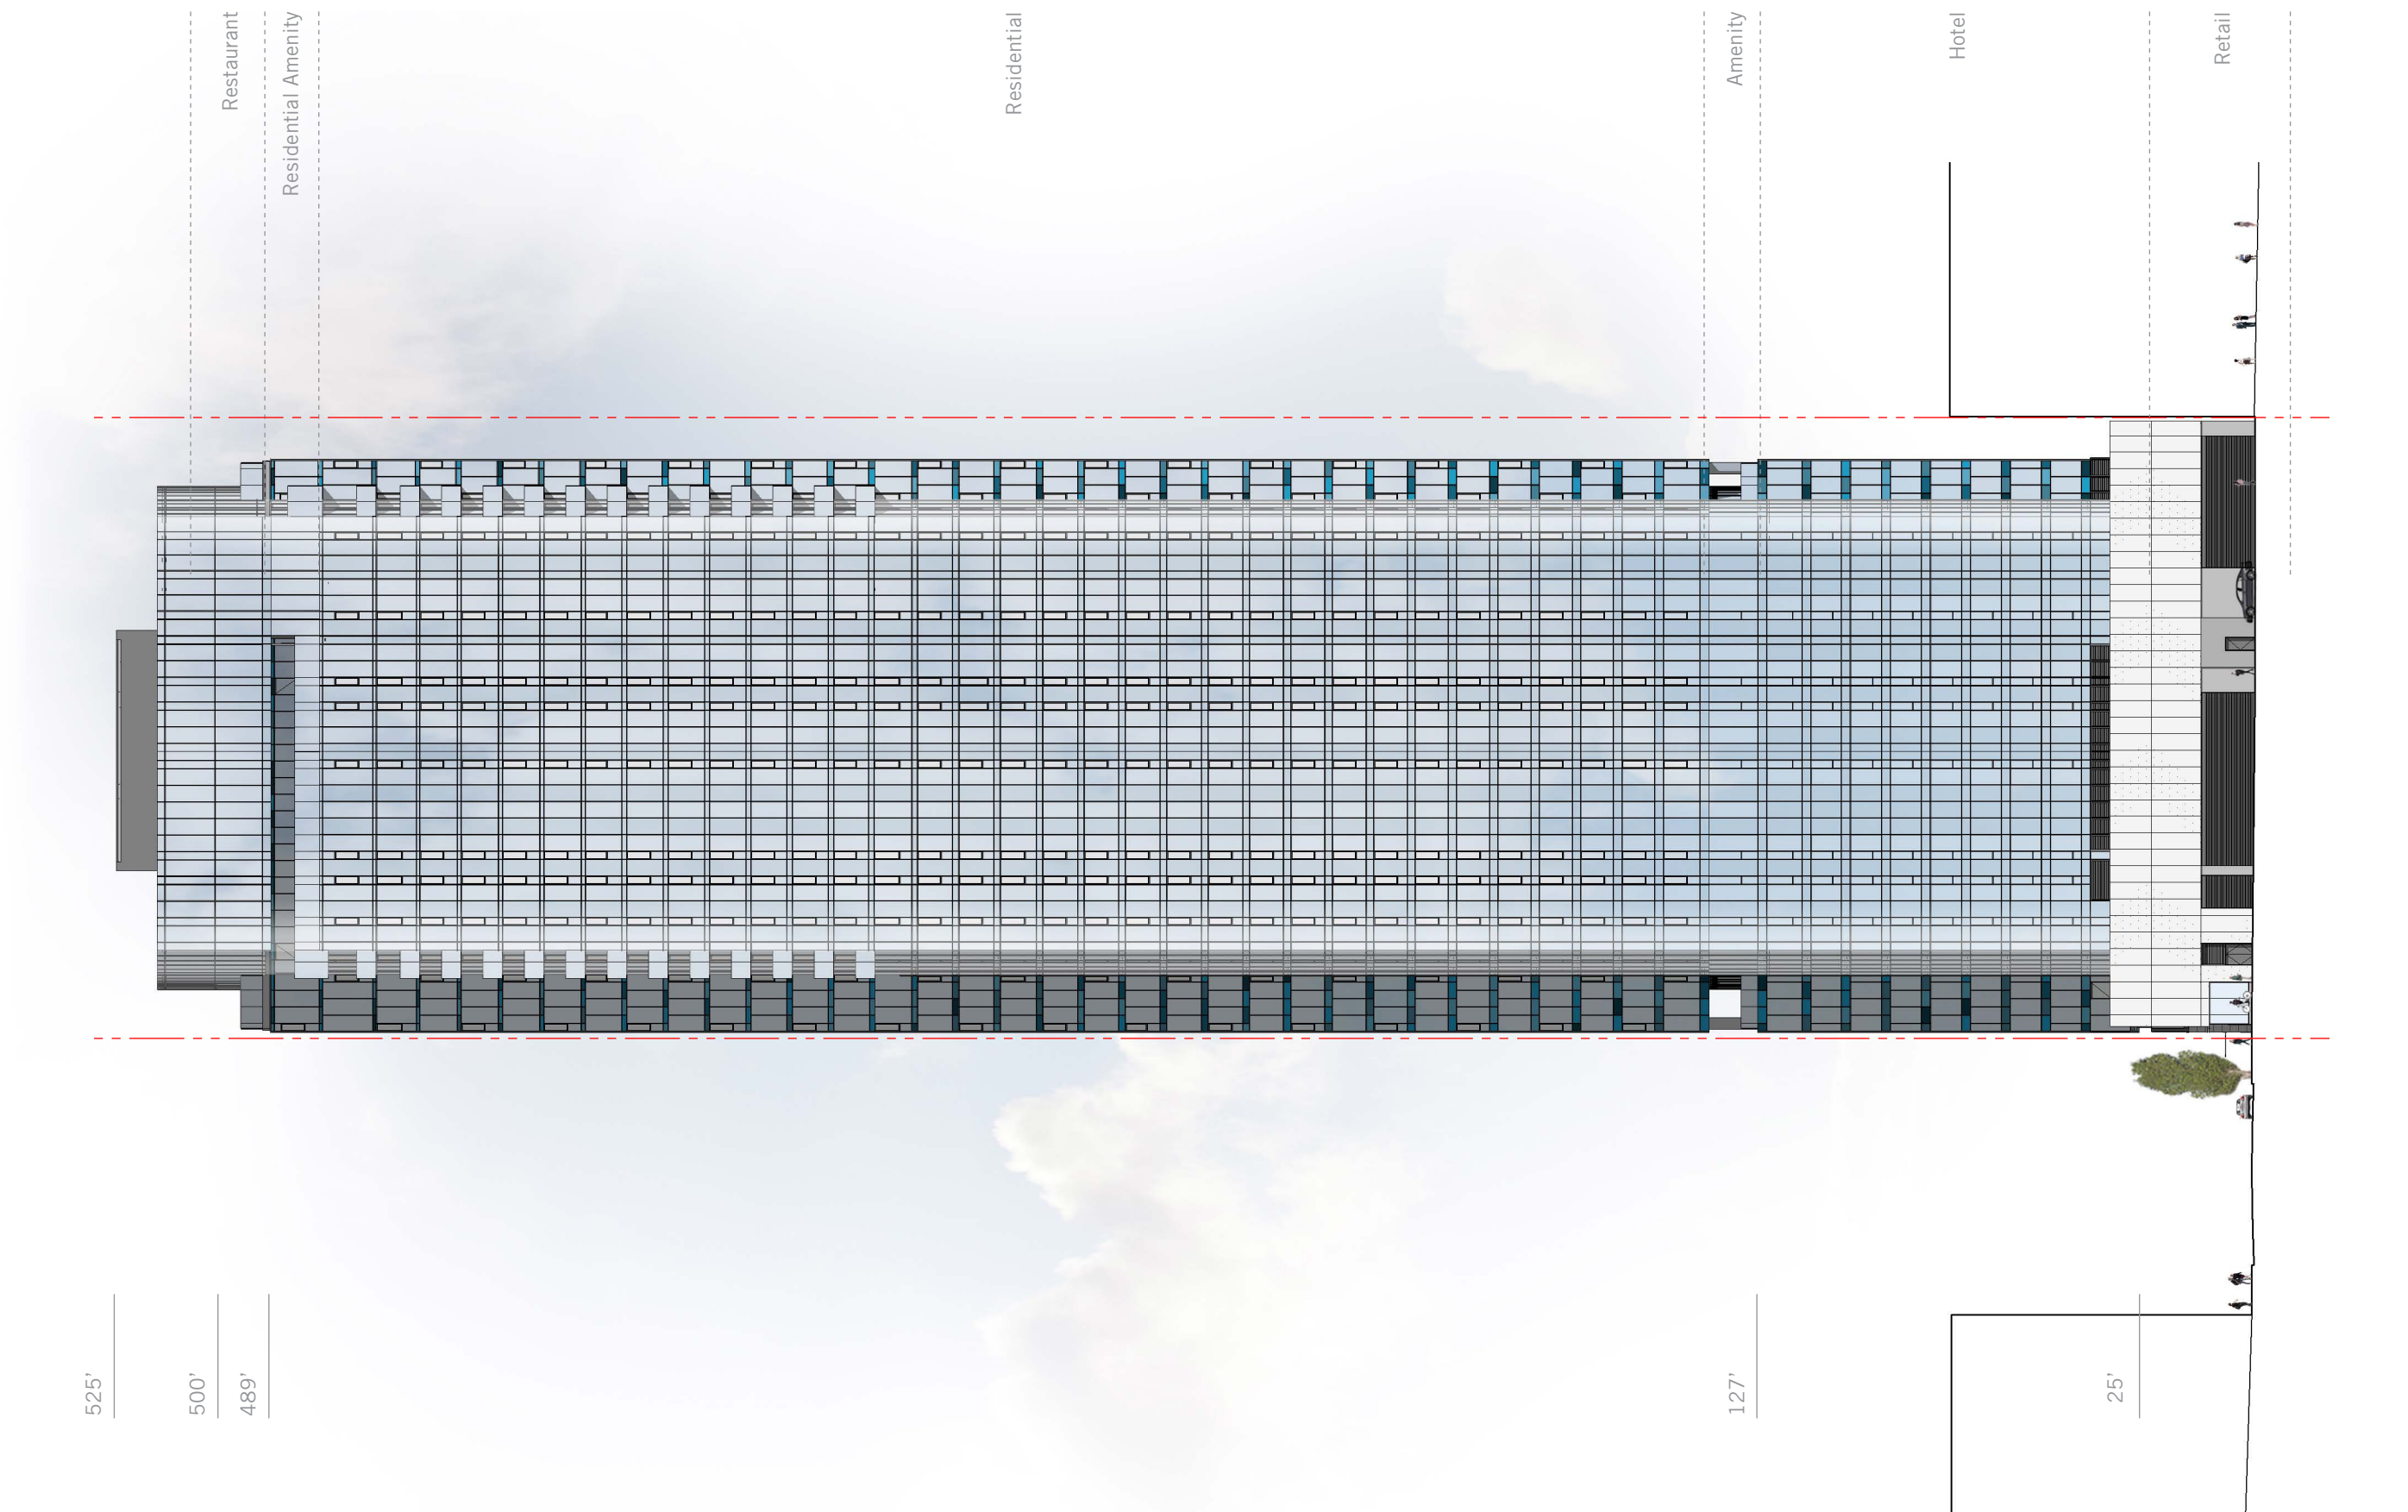 Restaurant
Residential Amenity
Residential
Amenity
Hotel
Retail
525'
500'
489'
127'
25'